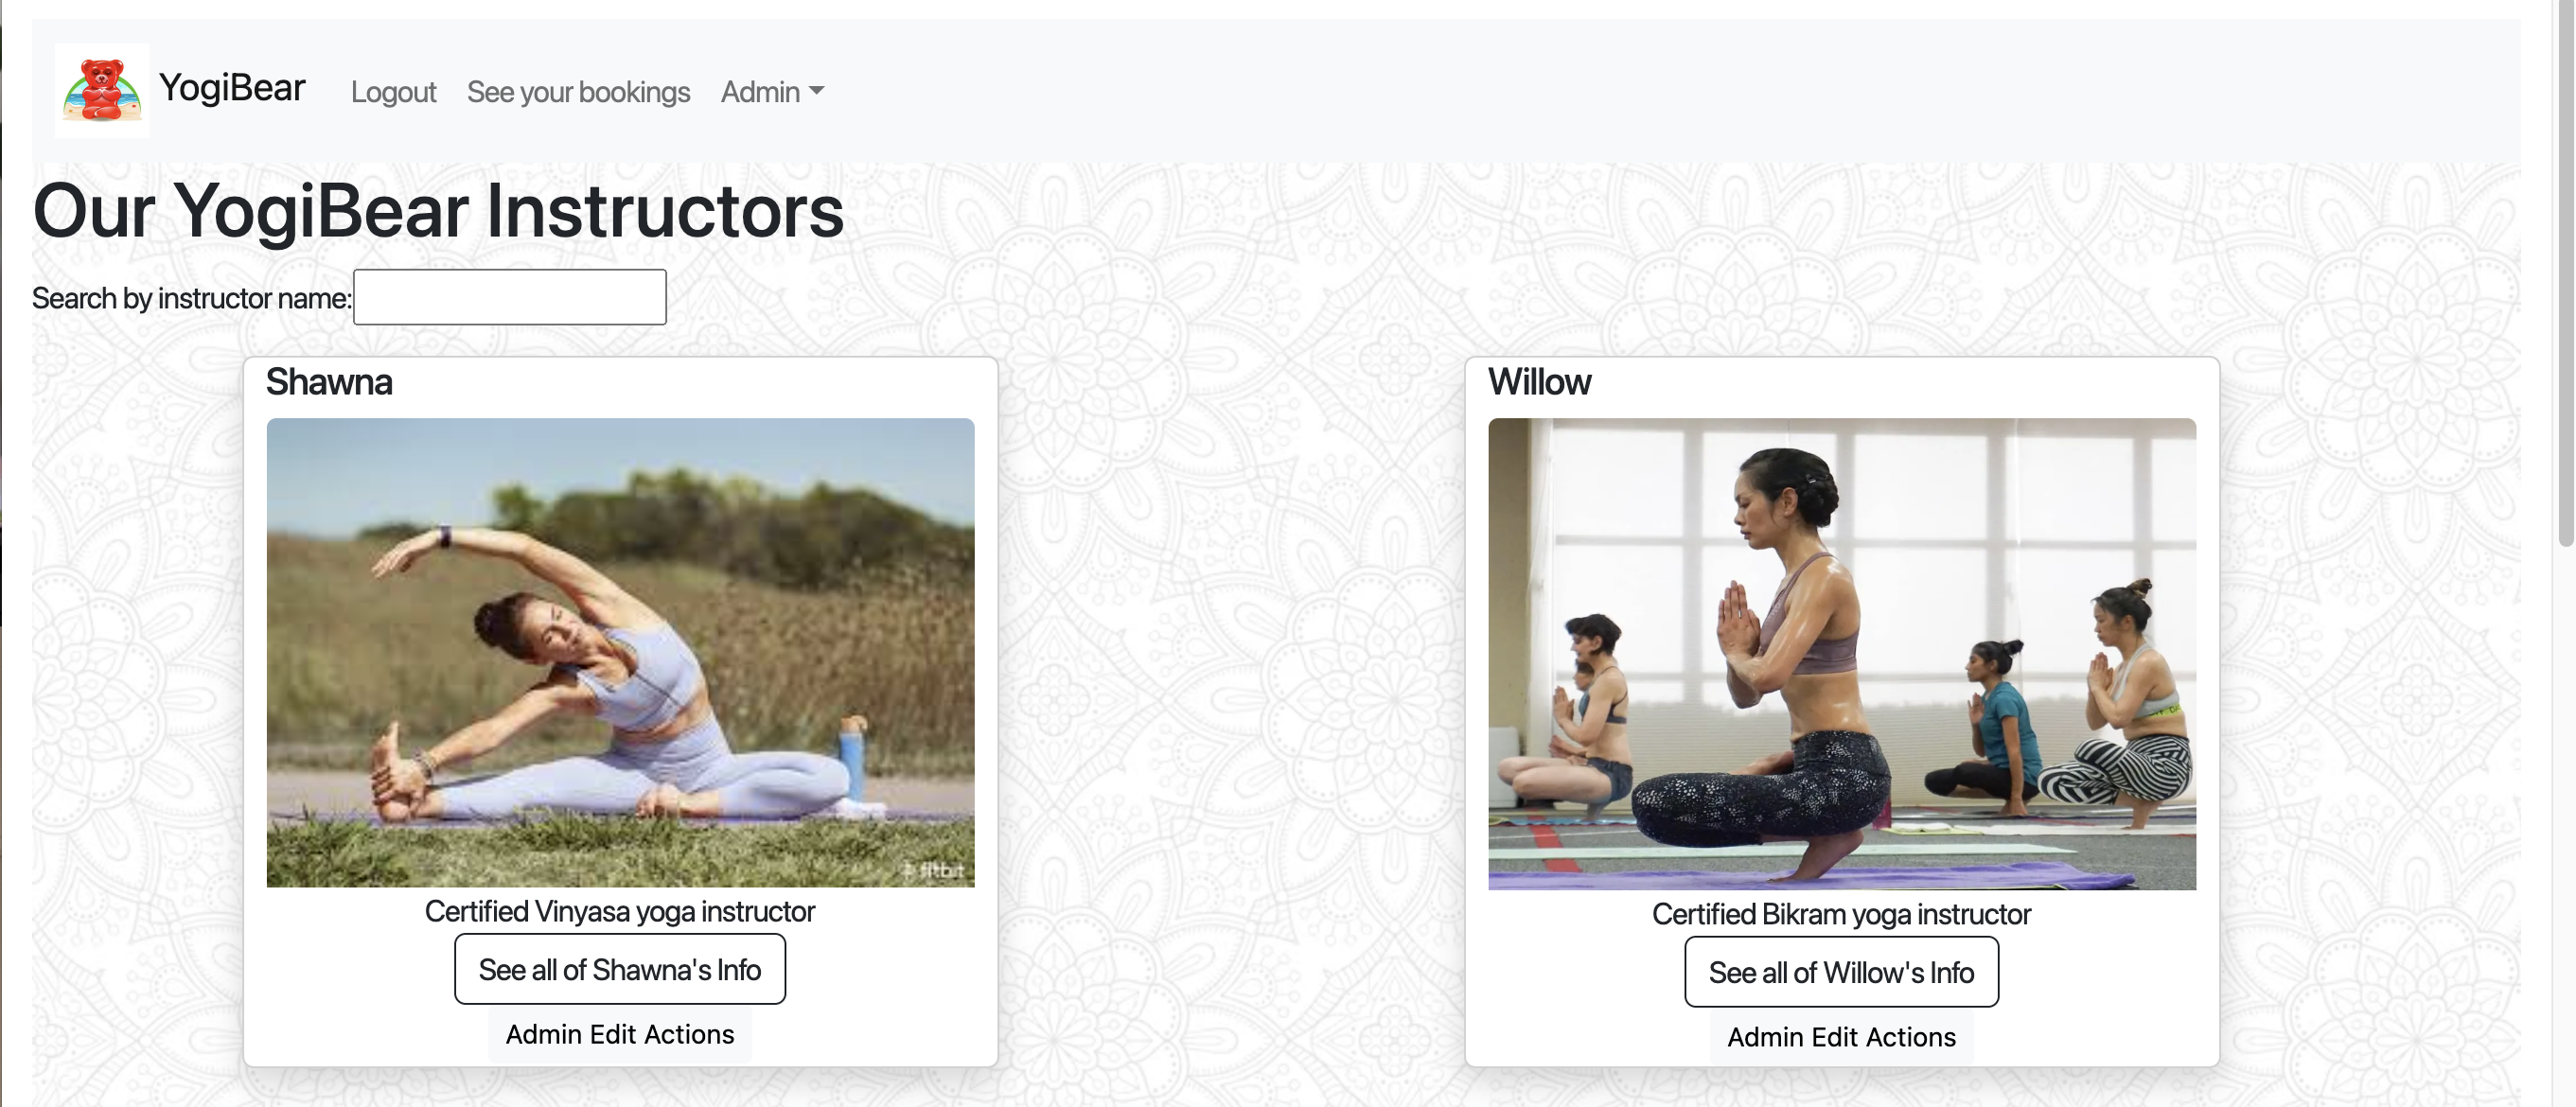 YogiBear Logout See your bookings Admin
Our YogiBear Instructors
Search by instructor name:
Shawna
fitbit
Certified Vinyasa yoga instructor
See all of Shawna's Info
Admin Edit Actions
Willow
Certified Bikram yoga instructor
See all of Willow's Info
Admin Edit Actions